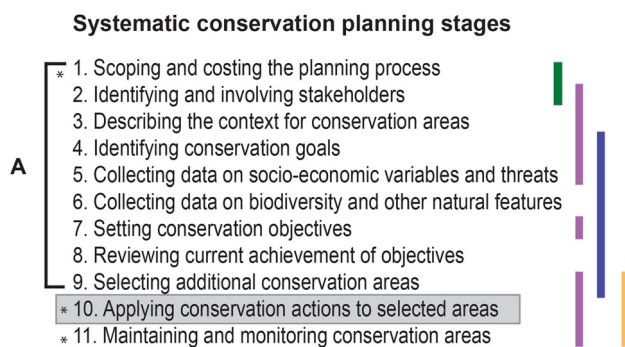 Systematic conservation planning stages
* 1. Scoping and costing the planning process
2. Identifying and involving stakeholders
3. Describing the context for conservation areas
4. Identifying conservation goals
A
5. Collecting data on socio-economic variables and threats
6. Collecting data on biodiversity and other natural features
7. Setting conservation objectives
8. Reviewing current achievement of objectives
9. Selecting additional conservation areas
* 10. Applying conservation actions to selected areas
* 11. Maintaining and monitoring conservation areas